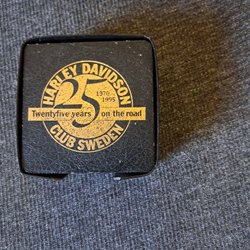 HARLEY DAVIDSON
25
1970
1995
Twentyfive years on the road
CLUB SWEDEN